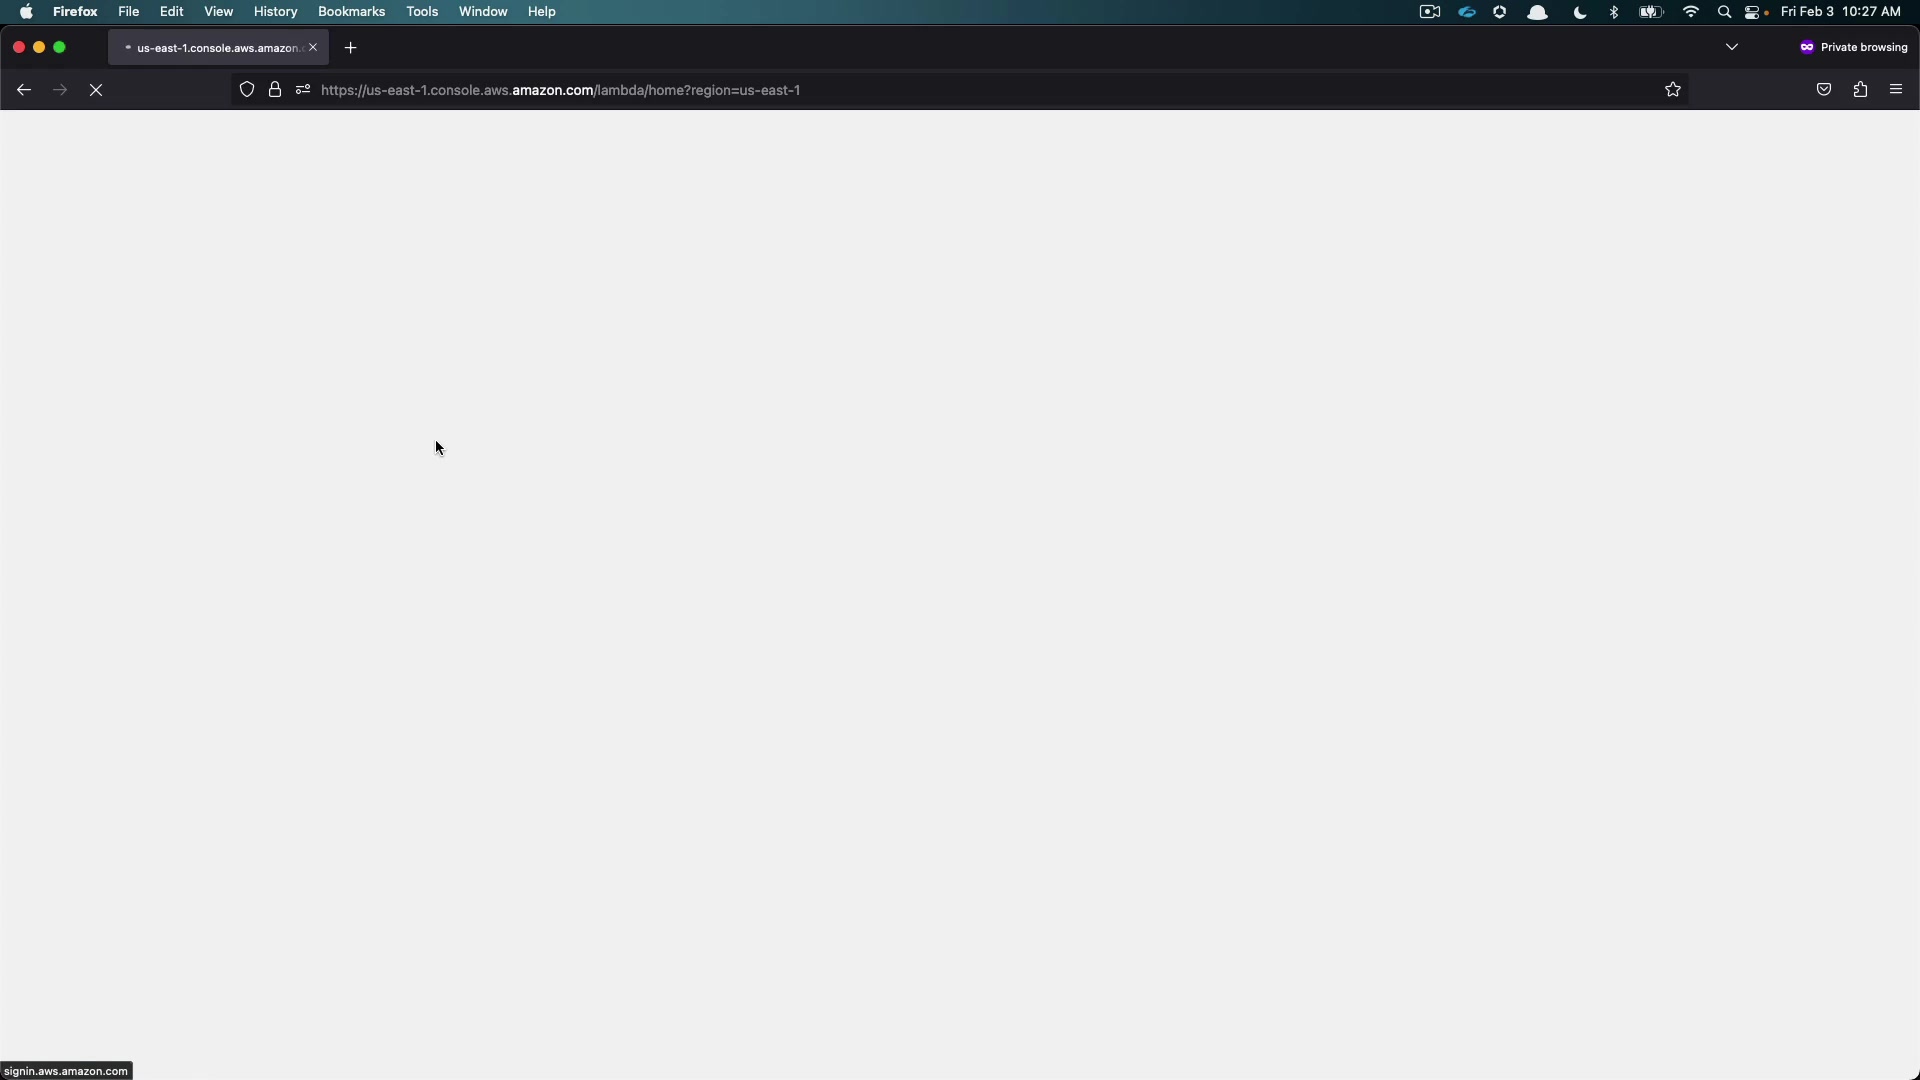 Firefox File Edit View History Bookmarks Tools Window Help Fri Feb 3 10:27 AM
us-east-1.console.aws.amazon.c Private browsing
https://us-east-1.console.aws.amazon.com/lambda/home?region=us-east-1
signin.aws.amazon.com